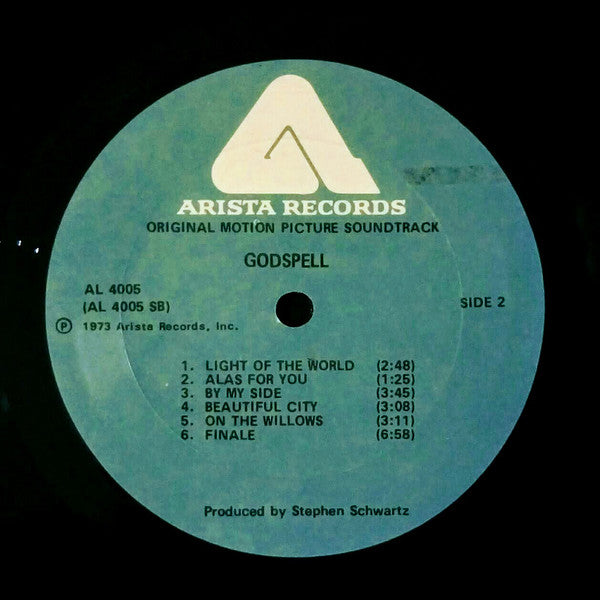 ARISTA RECORDS
ORIGINAL MOTION PICTURE SOUNDTRACK
GODSPELL
AL 4005
(AL 4005 SB)
SIDE 2
℗ 1973 Arista Records, Inc.
1. LIGHT OF THE WORLD (2:48)
2. ALAS FOR YOU (1:25)
3. BY MY SIDE (3:45)
4. BEAUTIFUL CITY (3:08)
5. ON THE WILLOWS (3:11)
6. FINALE (6:58)
Produced by Stephen Schwartz